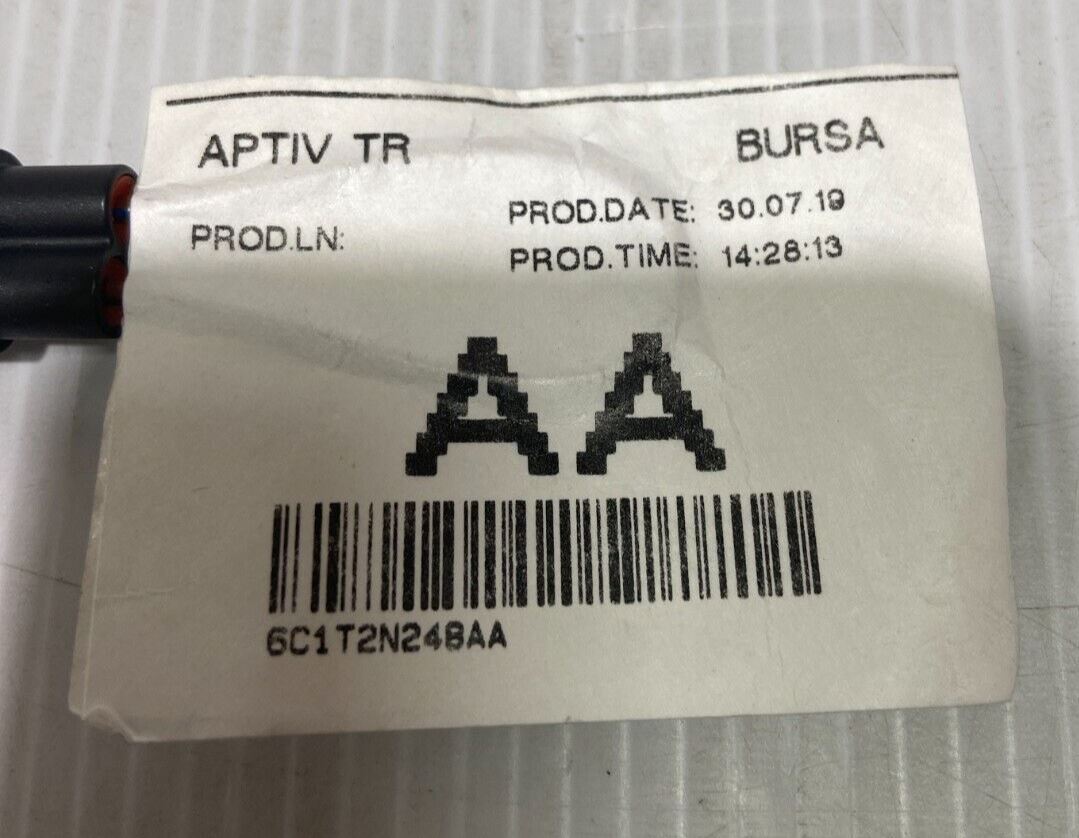 APTIV TR BURSA
PROD.LN: PROD.DATE: 30.07.19
PROD.TIME: 14:28:13
AA
6C1T2N248AA